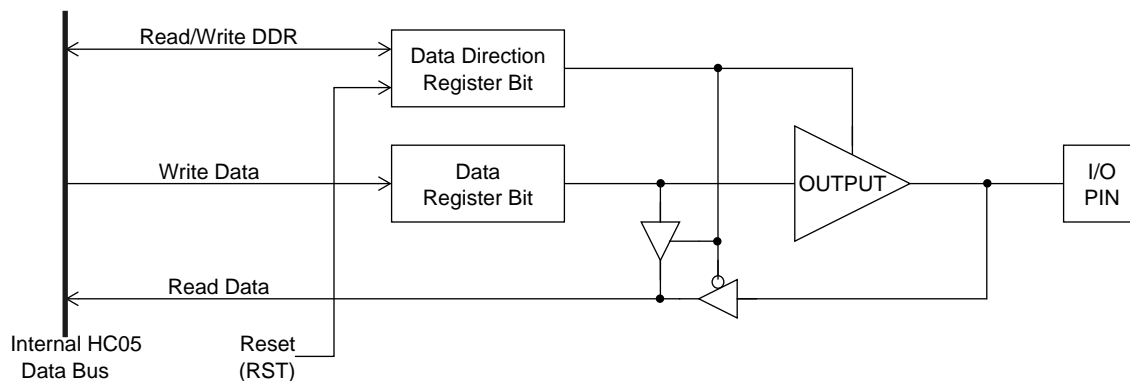 Read/Write DDR
Data Direction
Register Bit
Write Data
Data
Register Bit
OUTPUT
I/O
PIN
Read Data
Internal HC05
Data Bus
Reset
(RST)